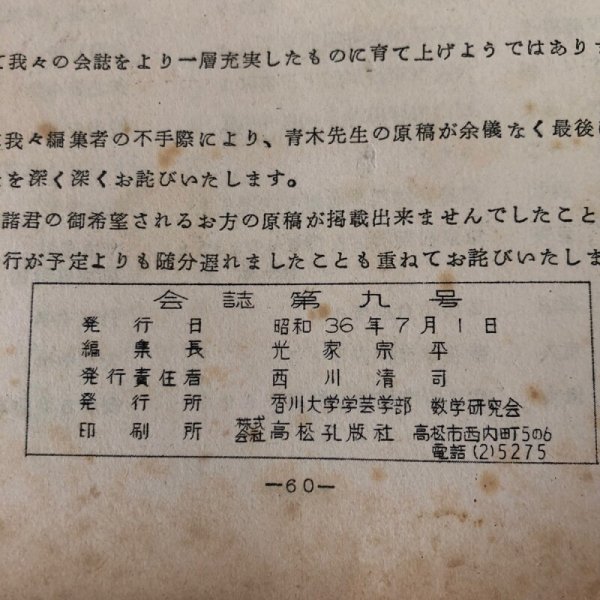 て我々の会誌をより一層充実したものに育て上げようではあり
我々編集者の不手際により、青木先生の原稿が余儀なく最後
を深く深くお詫びいたします。
諸君の御希望されるお方の原稿が掲載出来ませんでしたこと
行が予定よりも随分遅れましたことも重ねてお詫びいたしま
会誌第九号
発行日 昭和36年7月1日
編集長 光家宗平
発行責任者 西川清司
発行所 香川大学学芸学部 数学研究会
印刷所 株式会社 高松孔版社 高松市西内町5の6
電話(2)5275
—60—